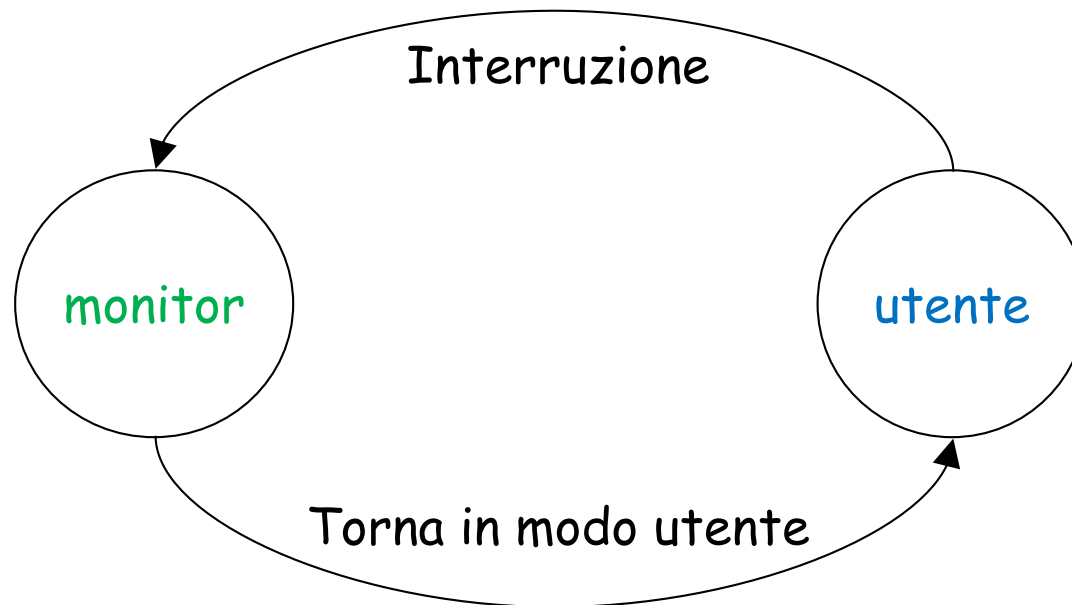 Interruzione
monitor
utente
Torna in modo utente